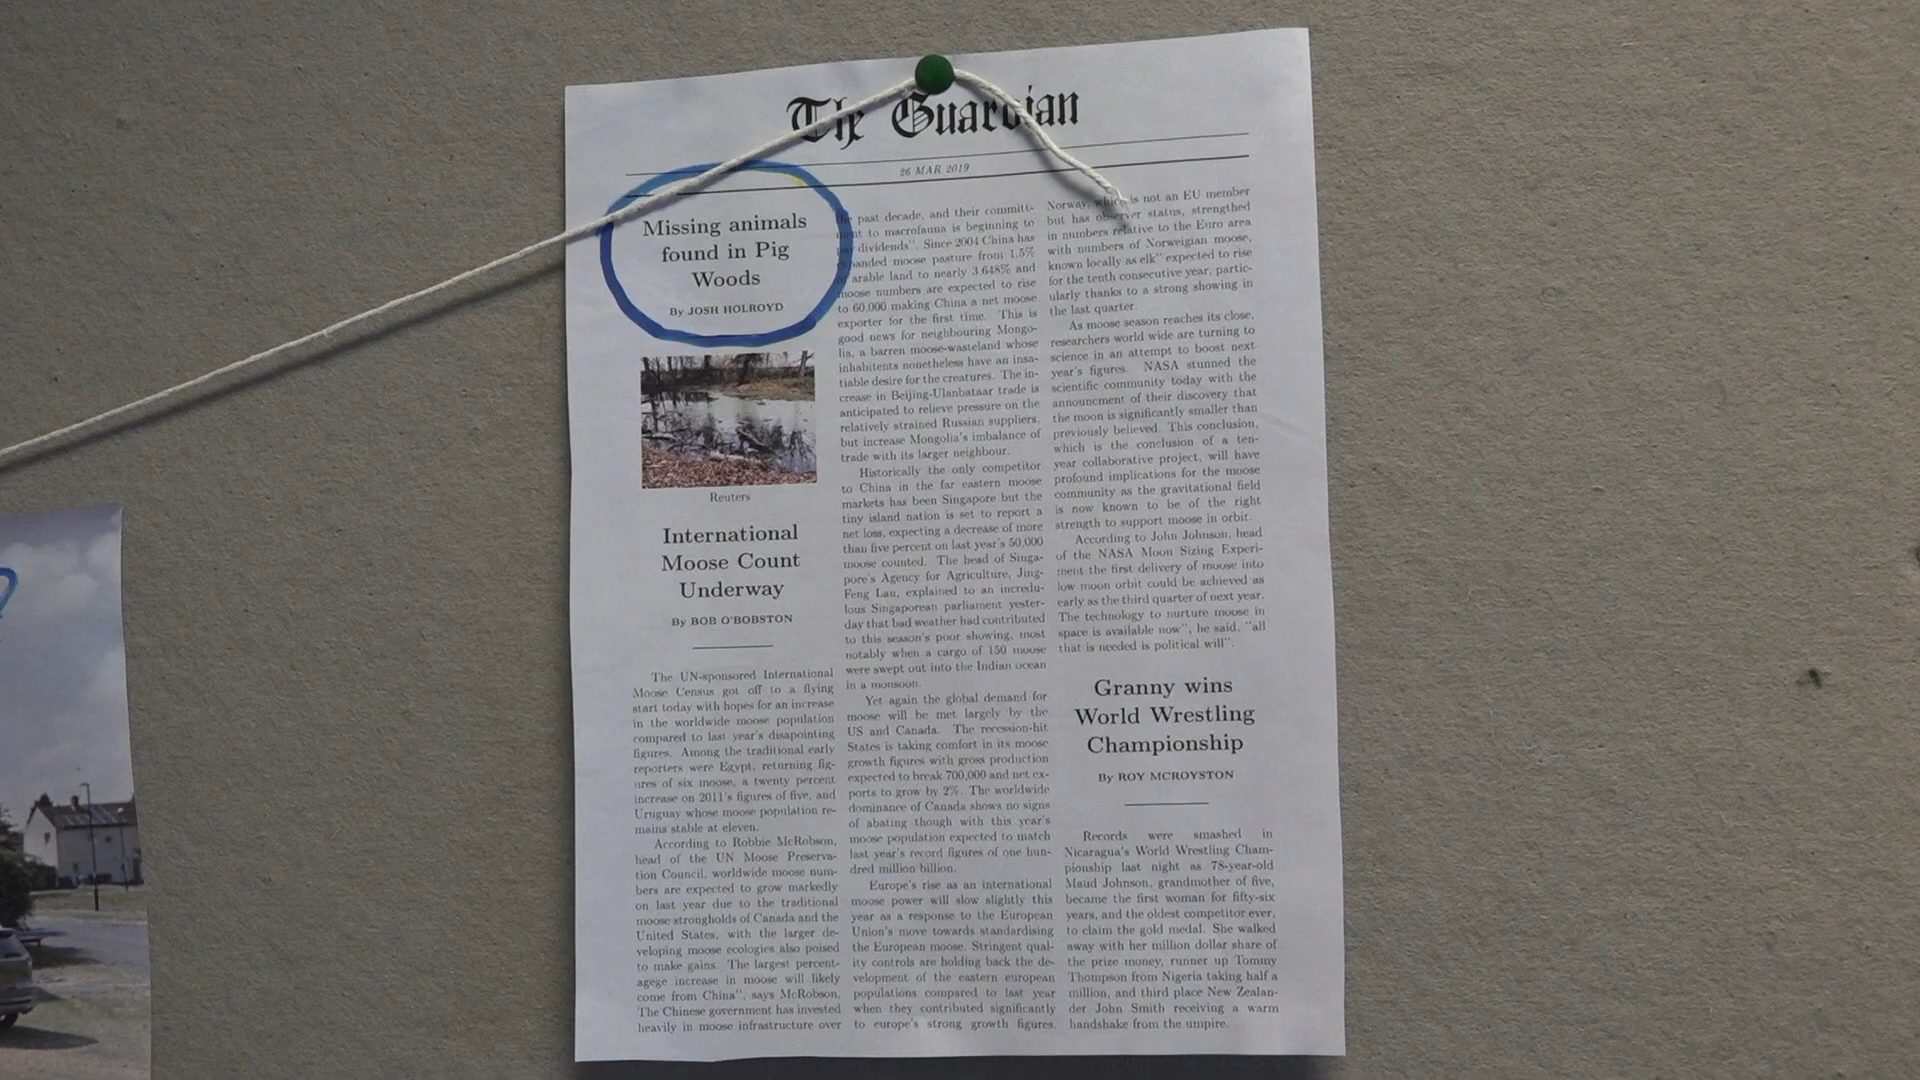 The Guardian
26 MAR 2019
Missing animals
found in Pig
Woods
By JOSH HOLROYD
Reuters
International
Moose Count
Underway
By BOB O'BOBSTON
The UN-sponsored International
Moose Census got off to a flying
start today with hopes for an increase
in the worldwide moose population
compared to last year's disapointing
figures. Among the traditional early
reporters were Egypt, returning fig-
ures of six moose, a twenty percent
increase on 2011's figures of five, and
Uruguay whose moose population re-
mains stable at eleven.
According to Robbie McRobson,
head of the UN Moose Preserva-
tion Council, worldwide moose num-
bers are expected to grow markedly
on last year due to the traditional
moose strongholds of Canada and the
United States, with the larger de-
veloping moose ecologies also poised
to make gains. The largest percent-
agege increase in moose will likely
come from China", says McRobson,
The Chinese government has invested
heavily in moose infrastructure over
the past decade, and their committ-
ment to macrofauna is beginning to
pay dividends". Since 2004 China has
expanded moose pasture from 1.5%
of arable land to nearly 3.648% and
moose numbers are expected to rise
to 60,000 making China a net moose
exporter for the first time. This is
good news for neighbouring Mongo-
lia, a barren moose-wasteland whose
inhabitents nonetheless have an insa-
tiable desire for the creatures. The in-
crease in Beijing-Ulanbataar trade is
anticipated to relieve pressure on the
relatively strained Russian suppliers,
but increase Mongolia's imbalance of
trade with its larger neighbour.
Historically the only competitor
to China in the far eastern moose
markets has been Singapore but the
tiny island nation is set to report a
net loss, expecting a decrease of more
than five percent on last year's 50,000
moose counted. The head of Singa-
pore's Agency for Agriculture, Jing-
Feng Lau, explained to an incredu-
lous Singaporean parliament yester-
day that bad weather had contributed
to this season's poor showing, most
notably when a cargo of 150 moose
were swept out into the Indian ocean
in a monsoon.
Yet again the global demand for
moose will be met largely by the
US and Canada. The recession-hit
States is taking comfort in its moose
growth figures with gross production
expected to break 700,000 and net ex-
ports to grow by 2%. The worldwide
dominance of Canada shows no signs
of abating though with this year's
moose population expected to match
last year's record figures of one hun-
dred million billion.
Europe's rise as an international
moose power will slow slightly this
year as a response to the European
Union's move towards standardising
the European moose. Stringent qual-
ity controls are holding back the de-
velopment of the eastern european
populations compared to last year
when they contributed significantly
to europe's strong growth figures.
Norway, which is not an EU member
but has observer status, strengthed
in numbers relative to the Euro area
with numbers of Norweigian moose,
known locally as elk" expected to rise
for the tenth consecutive year, partic-
ularly thanks to a strong showing in
the last quarter.
As moose season reaches its close,
researchers world wide are turning to
science in an attempt to boost next
year's figures. NASA stunned the
scientific community today with the
announcment of their discovery that
the moon is significantly smaller than
previously believed. This conclusion,
which is the conclusion of a ten-
year collaborative project, will have
profound implications for the moose
community as the gravitational field
is now known to be of the right
strength to support moose in orbit.
According to John Johnson, head
of the NASA Moon Sizing Experi-
ment the first delivery of moose into
low moon orbit could be achieved as
early as the third quarter of next year.
The technology to nurture moose in
space is available now", he said, "all
that is needed is political will".
Granny wins
World Wrestling
Championship
By ROY MCROYSTON
Records were smashed in
Nicaragua's World Wrestling Cham-
pionship last night as 78-year-old
Maud Johnson, grandmother of five,
became the first woman for fifty-six
years, and the oldest competitor ever,
to claim the gold medal. She walked
away with her million dollar share of
the prize money, runner up Tommy
Thompson from Nigeria taking half a
million, and third place New Zealan-
der John Smith receiving a warm
handshake from the umpire.